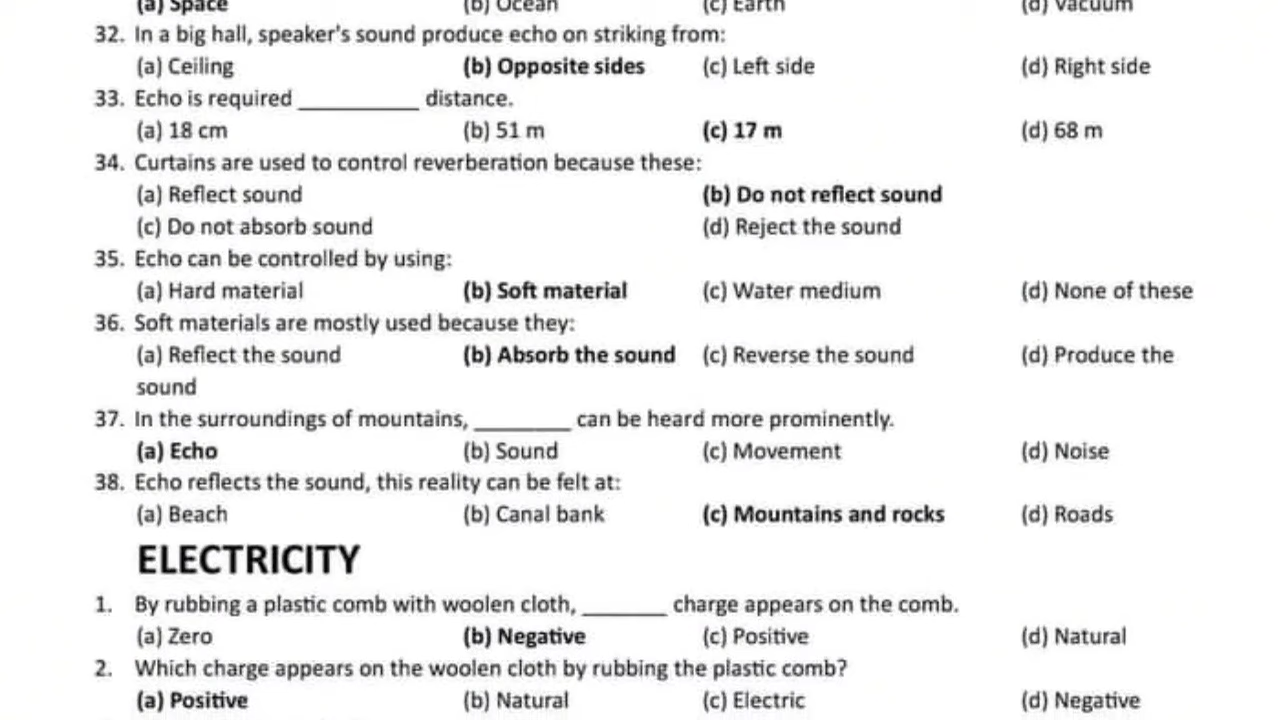 (a) Space (b) Ocean (c) Earth (d) Vacuum
32. In a big hall, speaker's sound produce echo on striking from:
(a) Ceiling (b) Opposite sides (c) Left side (d) Right side
33. Echo is required __________ distance.
(a) 18 cm (b) 51 m (c) 17 m (d) 68 m
34. Curtains are used to control reverberation because these:
(a) Reflect sound (b) Do not reflect sound
(c) Do not absorb sound (d) Reject the sound
35. Echo can be controlled by using:
(a) Hard material (b) Soft material (c) Water medium (d) None of these
36. Soft materials are mostly used because they:
(a) Reflect the sound (b) Absorb the sound (c) Reverse the sound (d) Produce the
sound
37. In the surroundings of mountains, ________ can be heard more prominently.
(a) Echo (b) Sound (c) Movement (d) Noise
38. Echo reflects the sound, this reality can be felt at:
(a) Beach (b) Canal bank (c) Mountains and rocks (d) Roads
ELECTRICITY
1. By rubbing a plastic comb with woolen cloth, _______ charge appears on the comb.
(a) Zero (b) Negative (c) Positive (d) Natural
2. Which charge appears on the woolen cloth by rubbing the plastic comb?
(a) Positive (b) Natural (c) Electric (d) Negative